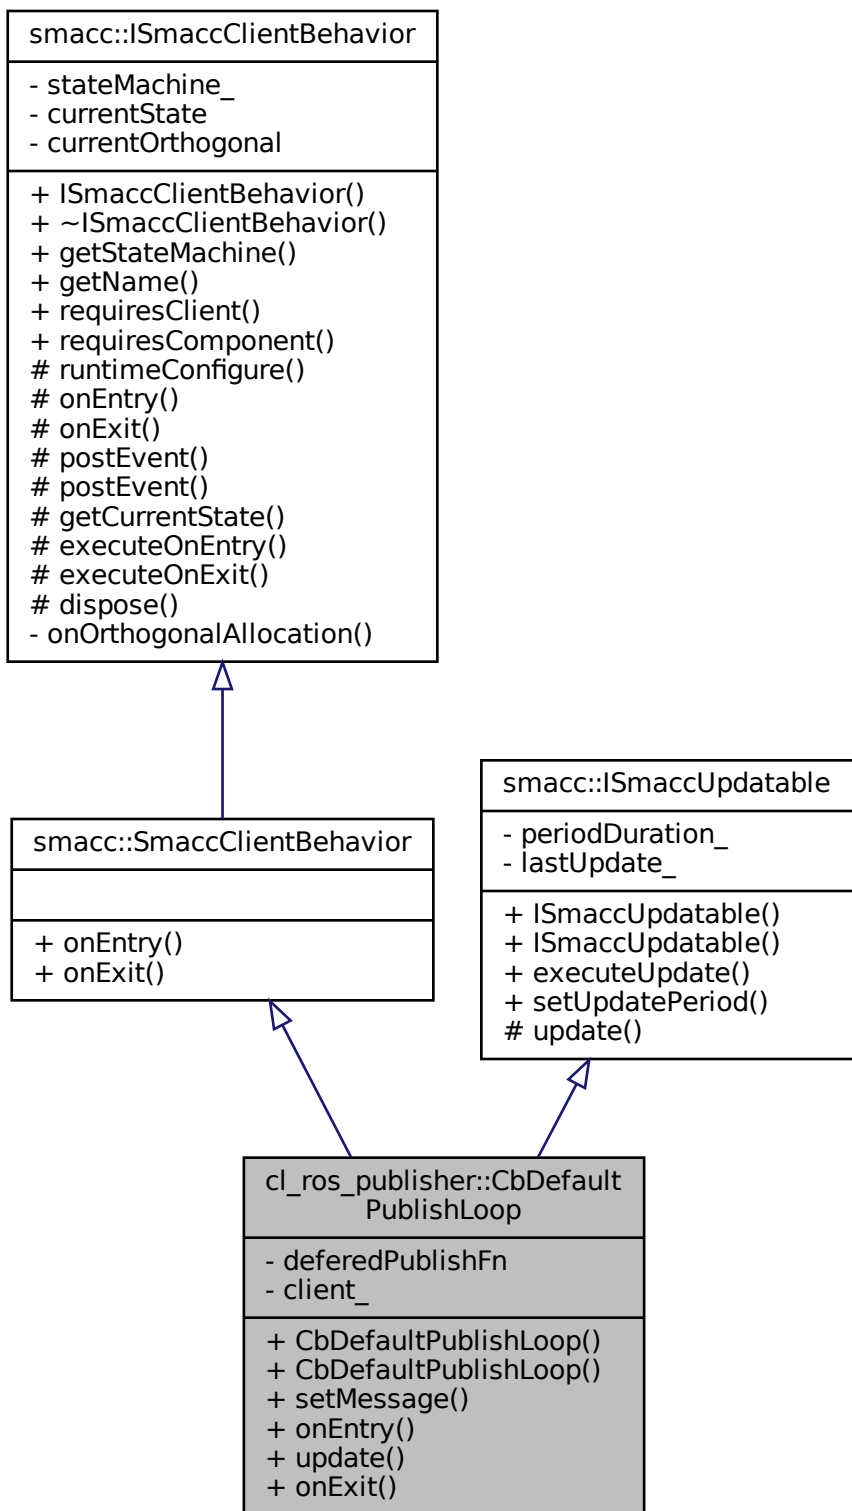 smacc::ISmaccClientBehavior
- stateMachine_
- currentState
- currentOrthogonal
+ ISmaccClientBehavior()
+ ~ISmaccClientBehavior()
+ getStateMachine()
+ getName()
+ requiresClient()
+ requiresComponent()
# runtimeConfigure()
# onEntry()
# onExit()
# postEvent()
# postEvent()
# getCurrentState()
# executeOnEntry()
# executeOnExit()
# dispose()
- onOrthogonalAllocation()
smacc::SmaccClientBehavior
+ onEntry()
+ onExit()
smacc::ISmaccUpdatable
- periodDuration_
- lastUpdate_
+ ISmaccUpdatable()
+ ISmaccUpdatable()
+ executeUpdate()
+ setUpdatePeriod()
# update()
cl_ros_publisher::CbDefault
PublishLoop
- deferedPublishFn
- client_
+ CbDefaultPublishLoop()
+ CbDefaultPublishLoop()
+ setMessage()
+ onEntry()
+ update()
+ onExit()